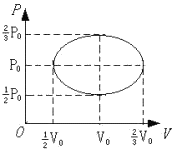 P
2/3 P₀
P₀
1/2 P₀
O
1/2 V₀
V₀
2/3 V₀
V